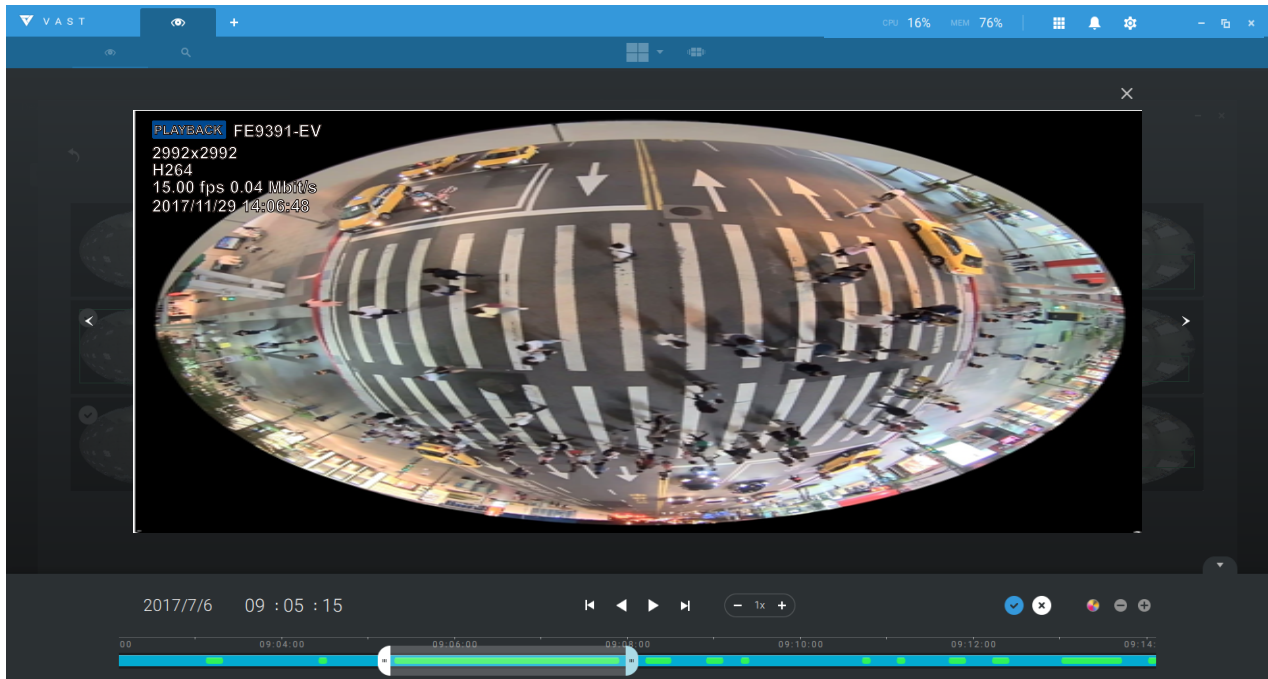 VAST
CPU 16% MEM 76%
PLAYBACK FE9391-EV
2992x2992
H264
15.00 fps 0.04 Mbit/s
2017/11/29 14:06:48
2017/7/6 09 : 05 : 15
1x
00 09:04:00 09:06:00 09:08:00 09:10:00 09:12:00 09:14: